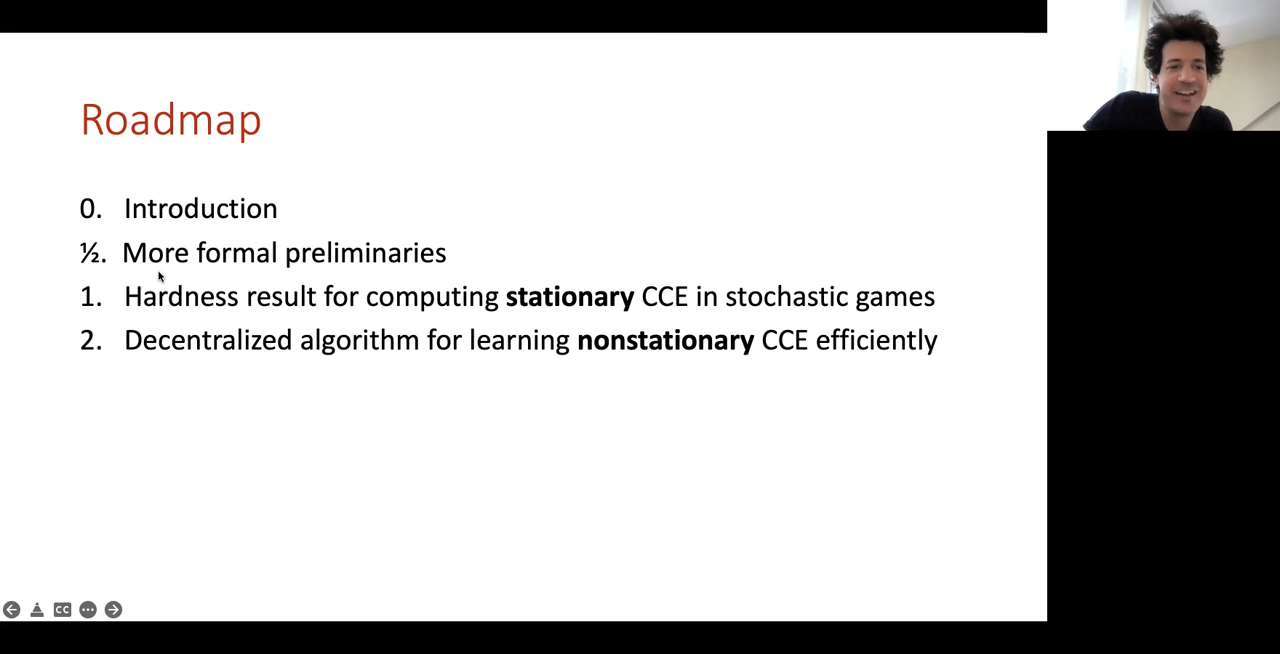 Roadmap
0. Introduction
½. More formal preliminaries
1. Hardness result for computing stationary CCE in stochastic games
2. Decentralized algorithm for learning nonstationary CCE efficiently
CC